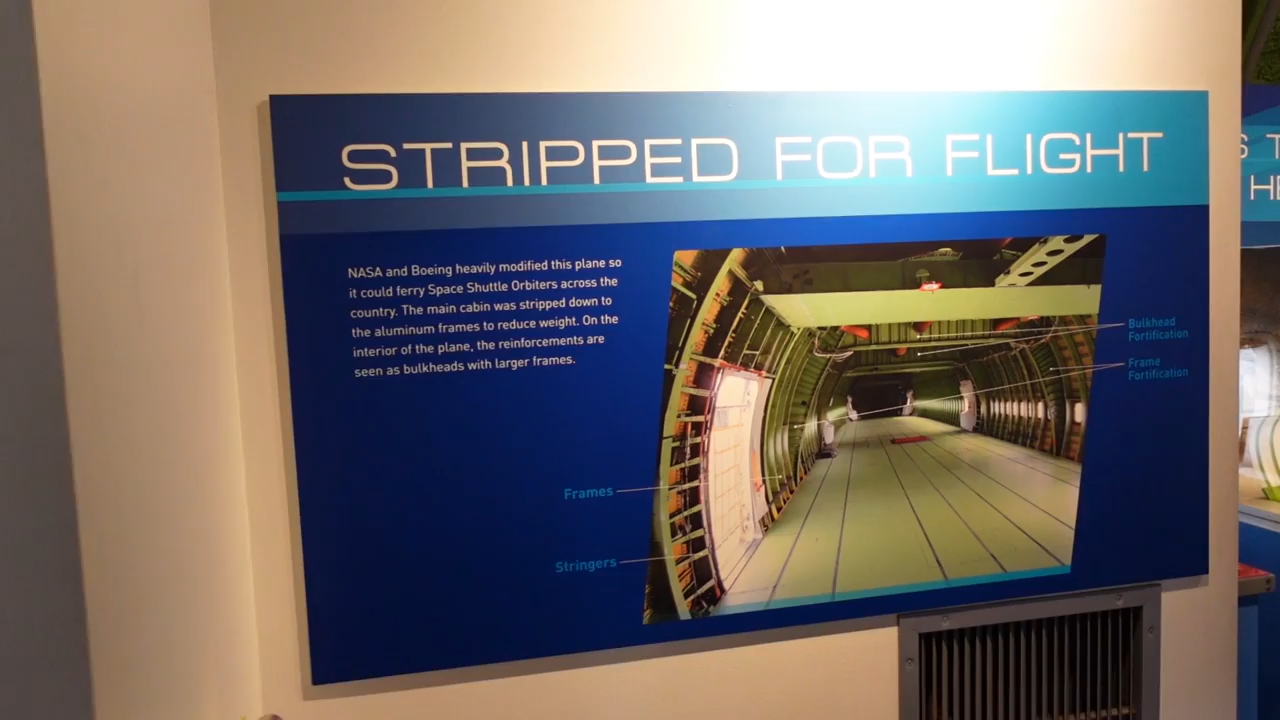 STRIPPED FOR FLIGHT
NASA and Boeing heavily modified this plane so
it could ferry Space Shuttle Orbiters across the
country. The main cabin was stripped down to
the aluminum frames to reduce weight. On the
interior of the plane, the reinforcements are
seen as bulkheads with larger frames.
Bulkhead
Fortification
Frame
Fortification
Frames
Stringers